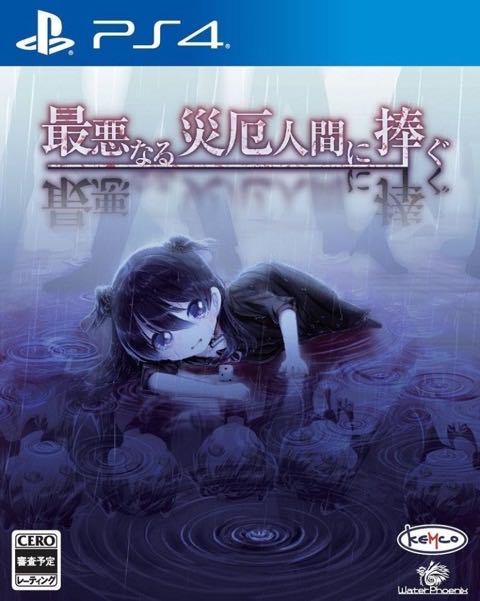 PS4
最悪なる災厄人間に捧ぐ
CERO
審査予定
レーティング
KEMCO
Water Phoenix